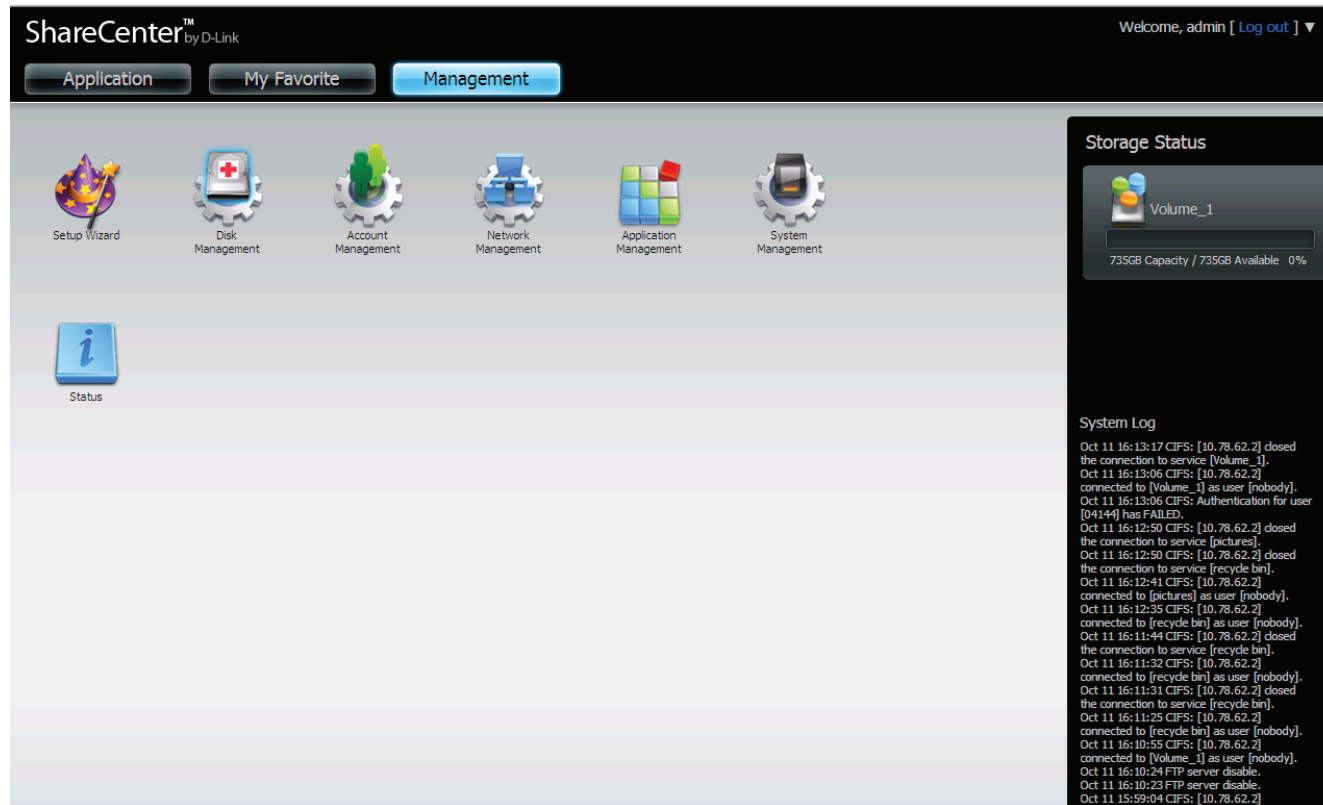 ShareCenter™ by D-Link
Welcome, admin [ Log out ] ▼
Application
My Favorite
Management
Setup Wizard
Disk
Management
Account
Management
Network
Management
Application
Management
System
Management
Status
Storage Status
Volume_1
735GB Capacity / 735GB Available 0%
System Log
Oct 11 16:13:17 CIFS: [10.78.62.2] closed
the connection to service [Volume_1].
Oct 11 16:13:06 CIFS: [10.78.62.2]
connected to [Volume_1] as user [nobody].
Oct 11 16:13:06 CIFS: Authentication for user
[04144] has FAILED.
Oct 11 16:12:50 CIFS: [10.78.62.2] closed
the connection to service [pictures].
Oct 11 16:12:50 CIFS: [10.78.62.2] closed
the connection to service [recycle bin].
Oct 11 16:12:41 CIFS: [10.78.62.2]
connected to [pictures] as user [nobody].
Oct 11 16:12:35 CIFS: [10.78.62.2]
connected to [recycle bin] as user [nobody].
Oct 11 16:11:44 CIFS: [10.78.62.2] closed
the connection to service [recycle bin].
Oct 11 16:11:32 CIFS: [10.78.62.2]
connected to [recycle bin] as user [nobody].
Oct 11 16:11:31 CIFS: [10.78.62.2] closed
the connection to service [recycle bin].
Oct 11 16:11:25 CIFS: [10.78.62.2]
connected to [recycle bin] as user [nobody].
Oct 11 16:10:55 CIFS: [10.78.62.2]
connected to [Volume_1] as user [nobody].
Oct 11 16:10:24 FTP server disable.
Oct 11 16:10:23 FTP server disable.
Oct 11 15:59:04 CIFS: [10.78.62.2]